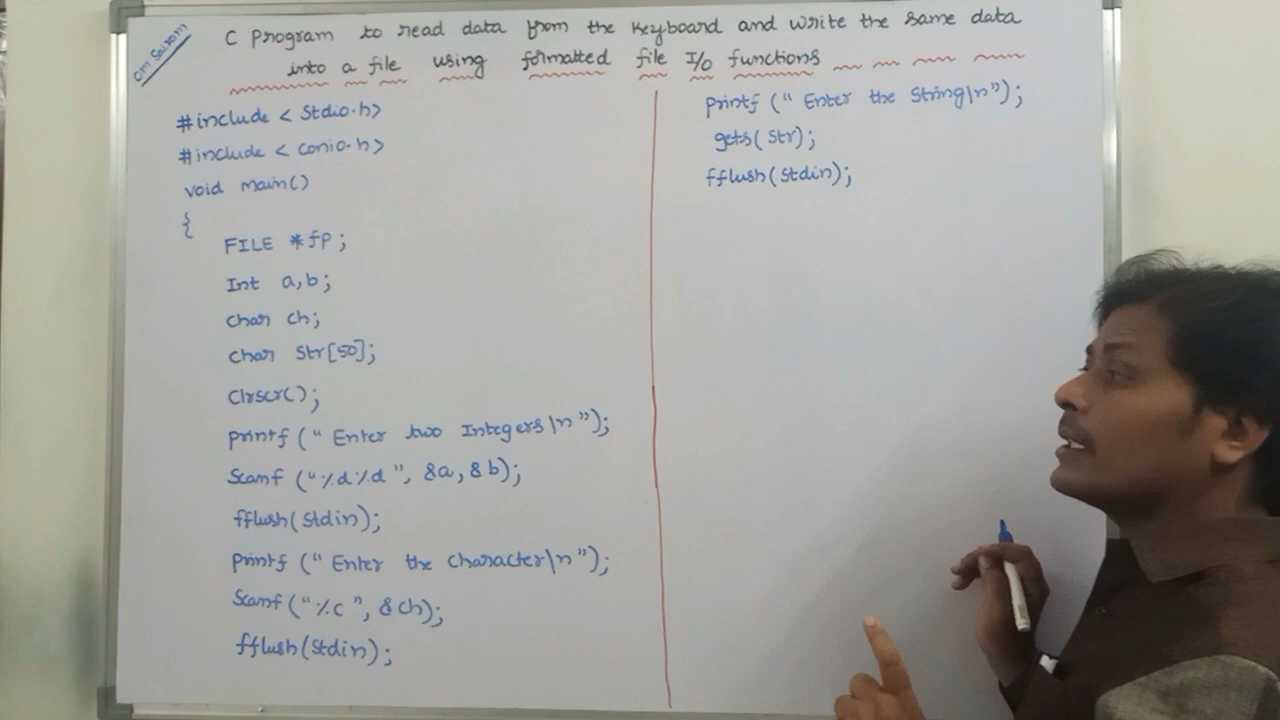 Om Sairam
C Program to read data from the Keyboard and write the same data
into a file using formatted file I/O functions
#include < Stdio.h>
#include < conio.h>
void main()
{
FILE *fp;
Int a,b;
char ch;
char str[50];
Clrscr();
printf (" Enter two Integers\n");
Scanf ("%d%d", &a, &b);
fflush(stdin);
printf (" Enter the character\n");
Scanf ("%c", &ch);
fflush(stdin);
printf (" Enter the String\n");
gets(str);
fflush(stdin);